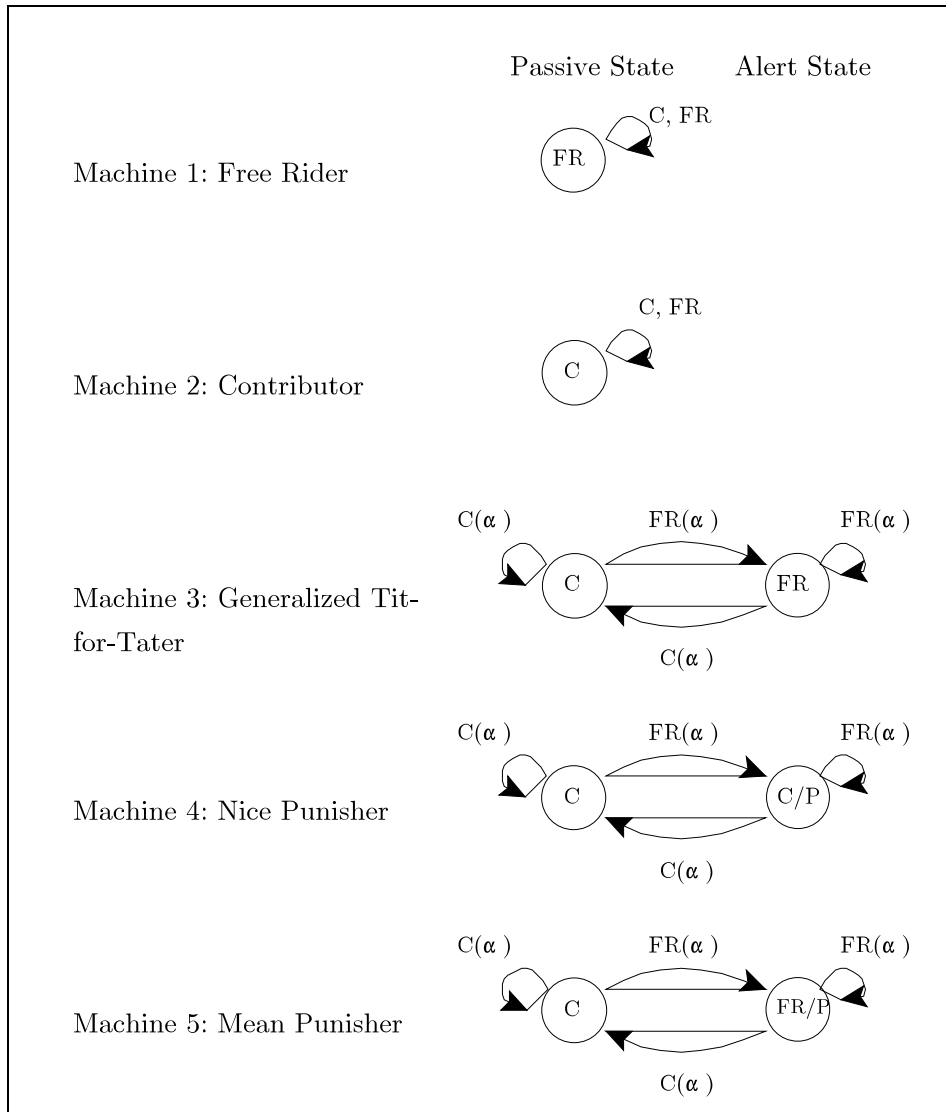 Passive State Alert State
C, FR
Machine 1: Free Rider FR
C, FR
Machine 2: Contributor C
C(α ) FR(α ) FR(α )
Machine 3: Generalized Tit-
for-Tater
C FR
C(α )
C(α ) FR(α ) FR(α )
Machine 4: Nice Punisher C C/P
C(α )
C(α ) FR(α ) FR(α )
Machine 5: Mean Punisher C FR/P
C(α )